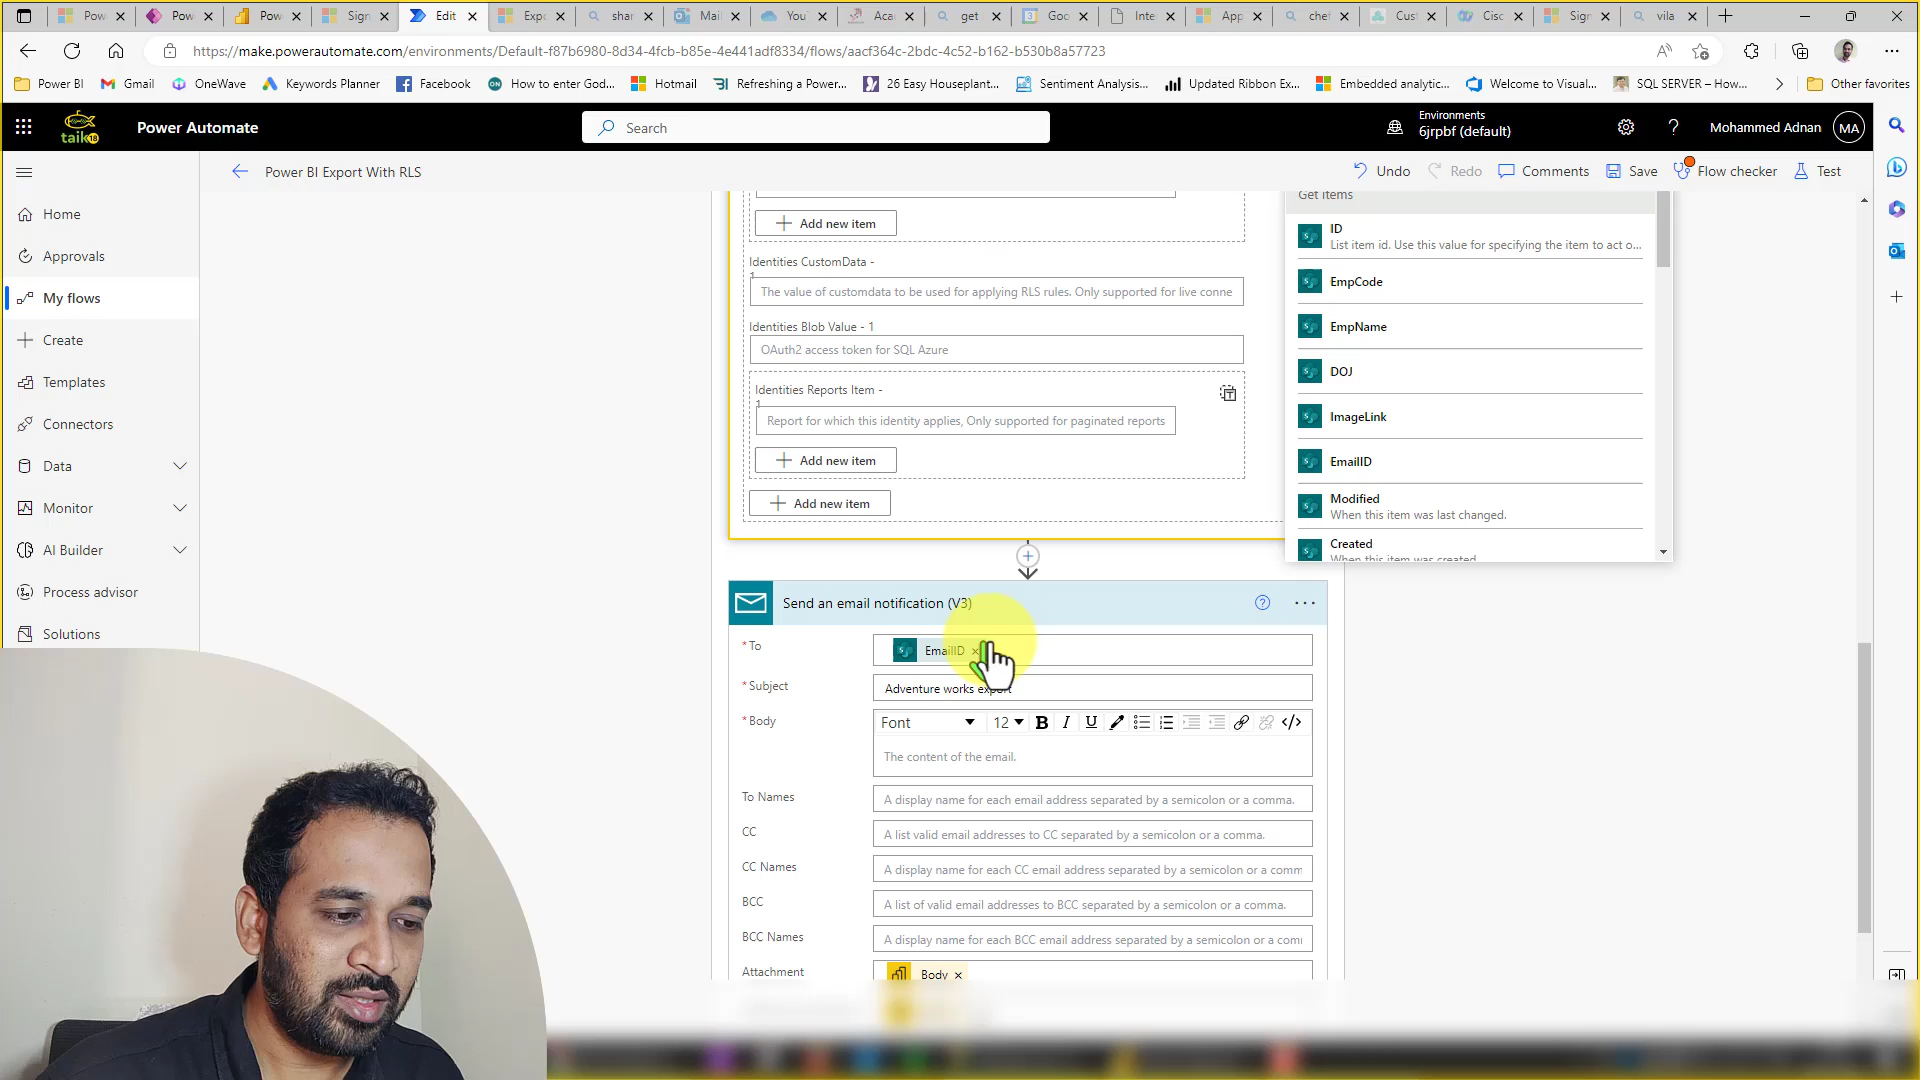 Pow
Pow
Pow
Sign
Edit
Expo
shar
Mail
You
Aca
get
Goo
Inte
App
chef
Cust
Cisc
Sign
vila
https://make.powerautomate.com/environments/Default-f87b6980-8d34-4fcb-b85e-4e441adf8334/flows/aacf364c-2bdc-4c52-b162-b530b8a57723
Power BI
Gmail
OneWave
Keywords Planner
Facebook
How to enter God...
Hotmail
Refreshing a Power...
26 Easy Houseplant...
Sentiment Analysis...
Updated Ribbon Ex...
Embedded analytic...
Welcome to Visual...
SQL SERVER – How...
Other favorites
taik18
Power Automate
Search
Environments
6jrpbf (default)
Mohammed Adnan
MA
Power BI Export With RLS
Undo
Redo
Comments
Save
Flow checker
Test
Home
Approvals
My flows
Create
Templates
Connectors
Data
Monitor
AI Builder
Process advisor
Solutions
Add new item
Identities CustomData -
1
The value of customdata to be used for applying RLS rules. Only supported for live conne
Identities Blob Value - 1
OAuth2 access token for SQL Azure
Identities Reports Item -
1
Report for which this identity applies, Only supported for paginated reports
Add new item
Add new item
Get items
ID
List item id. Use this value for specifying the item to act o...
EmpCode
EmpName
DOJ
ImageLink
EmailID
Modified
When this item was last changed.
Created
When this item was created
Send an email notification (V3)
* To
EmailID ×
* Subject
Adventure works export
* Body
Font
12
B I U
</>
The content of the email.
To Names
A display name for each email address separated by a semicolon or a comma.
CC
A list valid email addresses to CC separated by a semicolon or a comma.
CC Names
A display name for each CC email address separated by a semicolon or a comm
BCC
A list of valid email addresses to BCC separated by a semicolon or a comma.
BCC Names
A display name for each BCC email address separated by a semicolon or a com
Attachment
Body ×